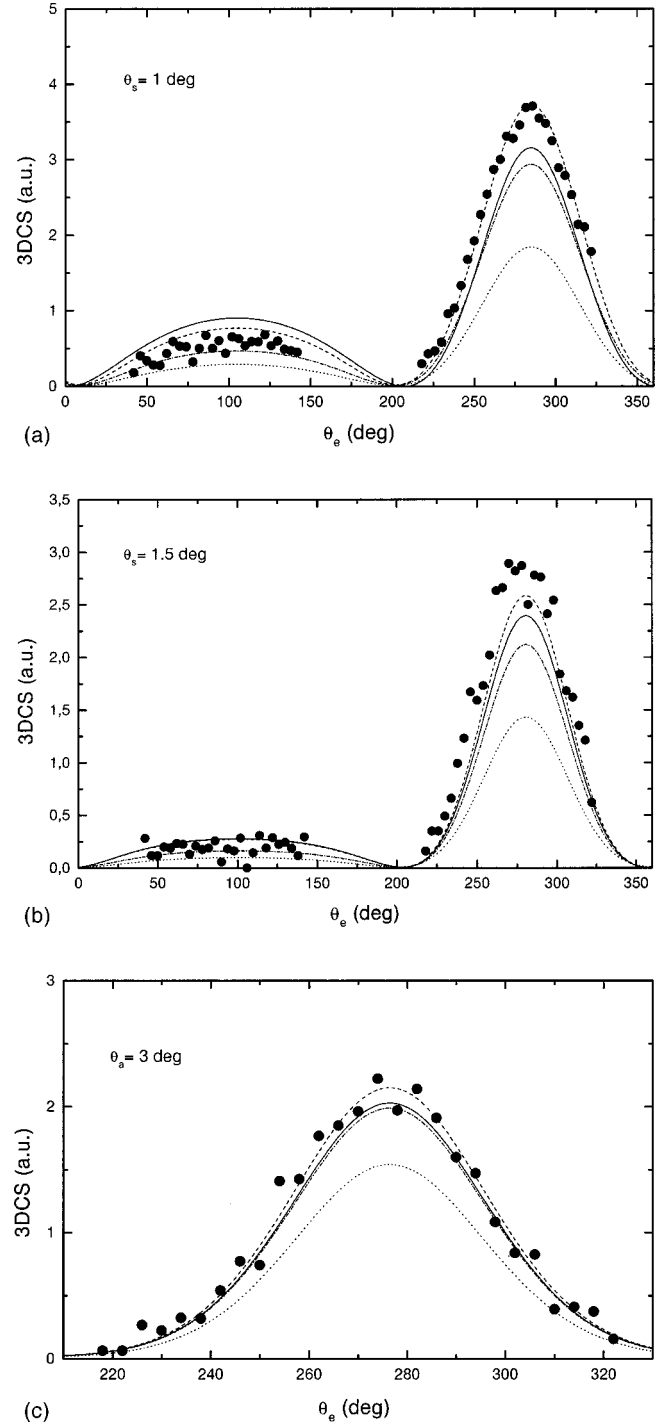 5
4
3
2
1
0
3DCS (a.u.)
θs= 1 deg
0 50 100 150 200 250 300 350
(a)
θe (deg)
3,5
3,0
2,5
2,0
1,5
1,0
0,5
0,0
3DCS (a.u.)
θs= 1.5 deg
0 50 100 150 200 250 300 350
(b)
θe (deg)
3
2
1
0
3DCS (a.u.)
θa= 3 deg
220 240 260 280 300 320
(c)
θe (deg)